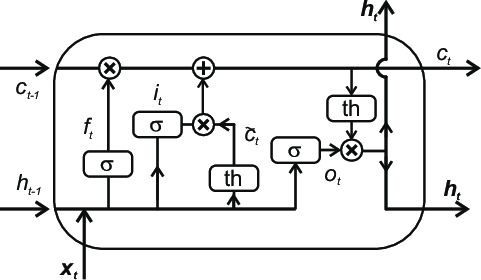 h_t
c_{t-1}
c_t
f_t
i_t
σ
c̃_t
th
σ
σ
th
o_t
h_{t-1}
h_t
x_t